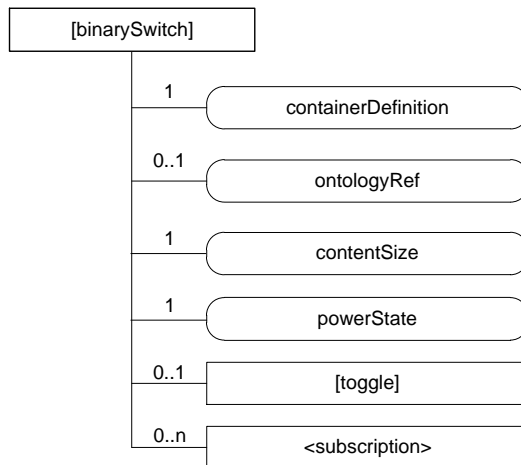 [binarySwitch]
1
containerDefinition
0..1
ontologyRef
1
contentSize
1
powerState
0..1
[toggle]
0..n
<subscription>